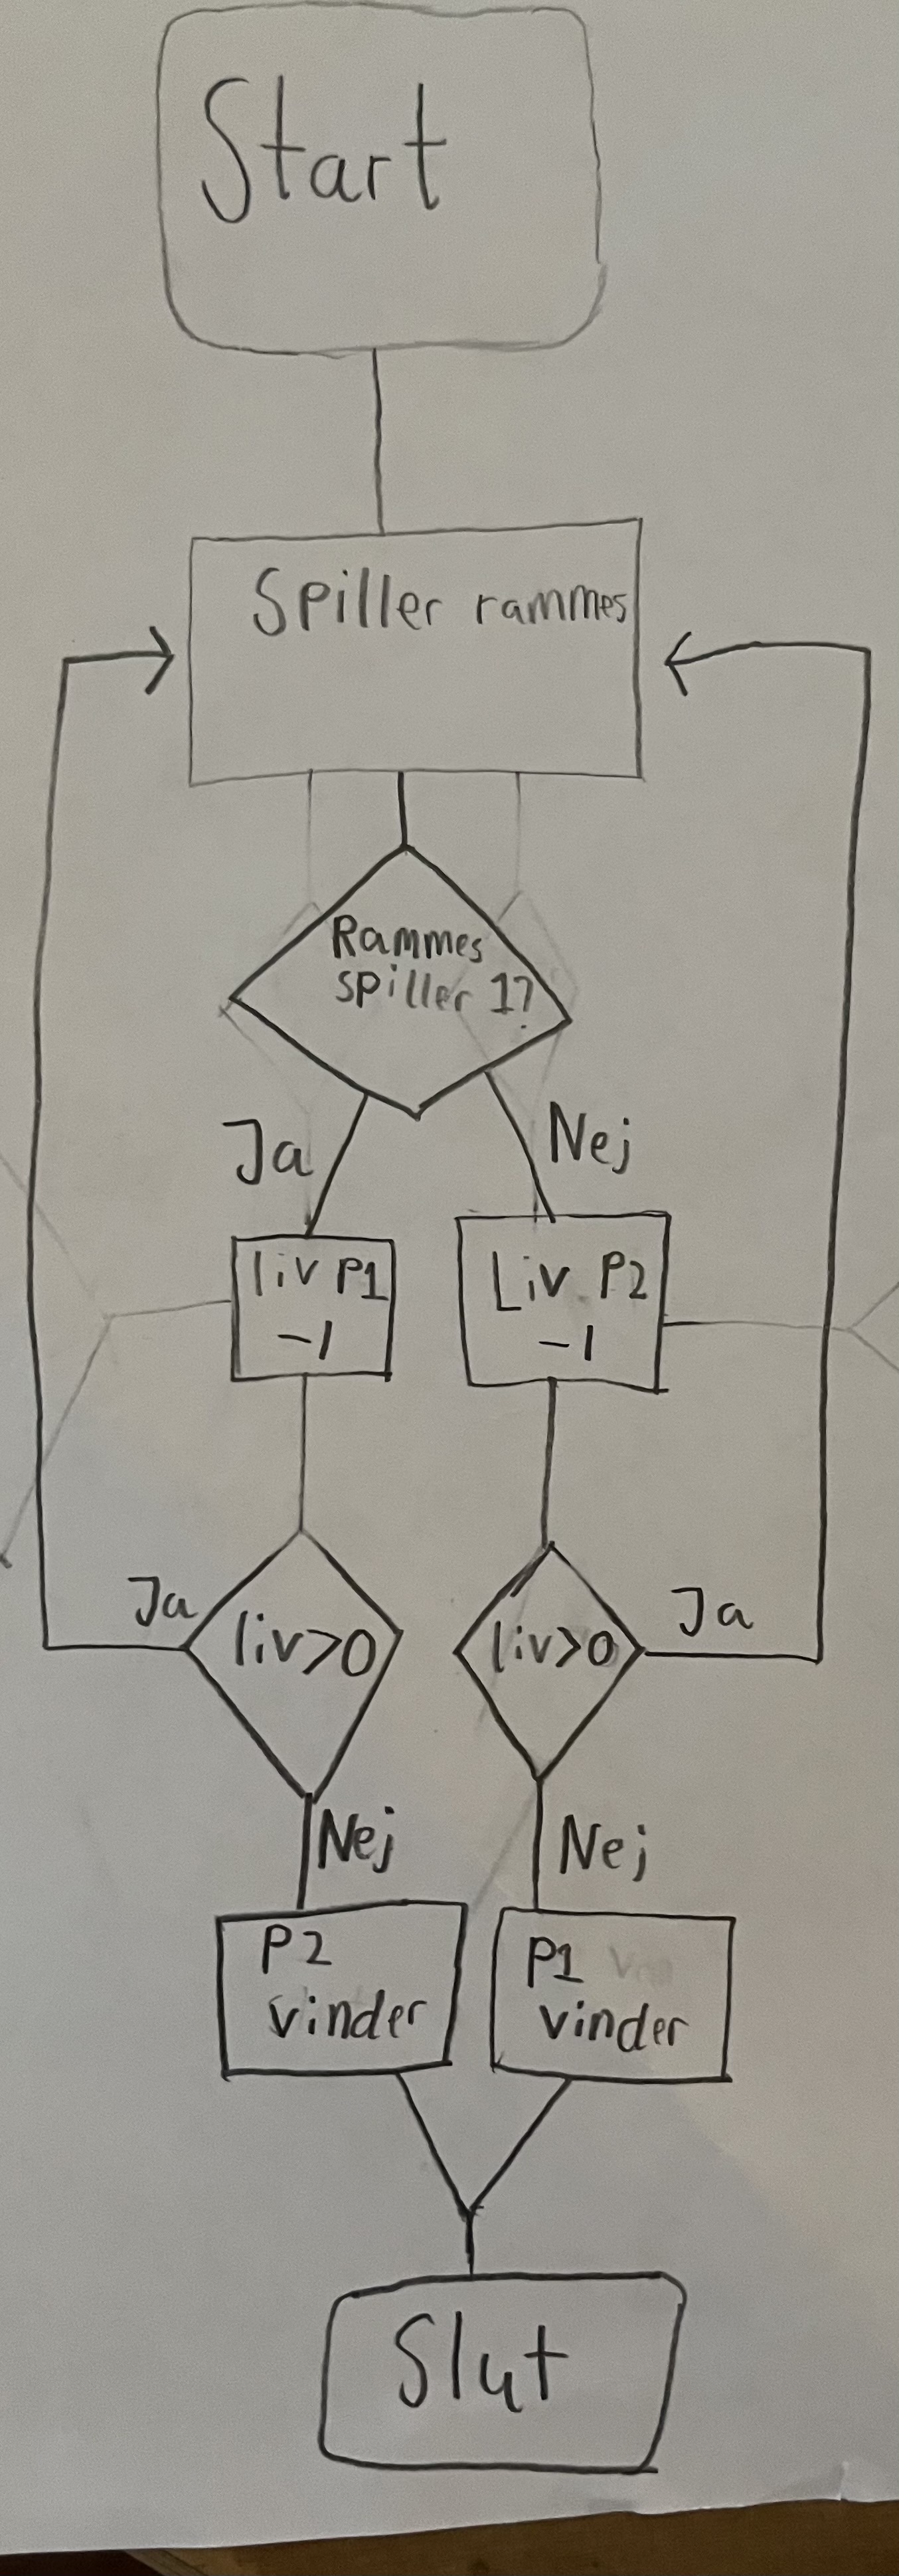 Start
Spiller rammes
Rammes
spiller 1?
Ja
Nej
liv P1
-1
Liv P2
-1
Ja
liv>0
liv>0
Ja
Nej
Nej
P2
vinder
P1
vinder
Slut